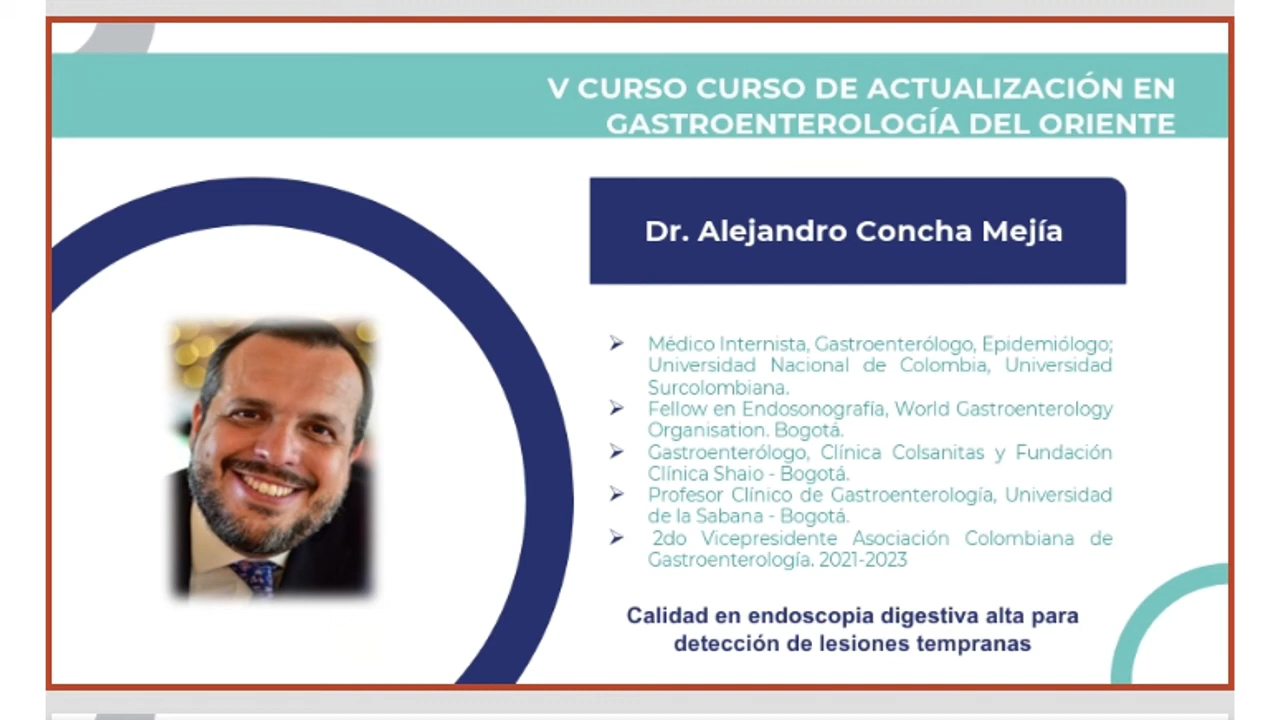 V CURSO CURSO DE ACTUALIZACIÓN EN
GASTROENTEROLOGÍA DEL ORIENTE
Dr. Alejandro Concha Mejía
➢ Médico Internista, Gastroenterólogo, Epidemiólogo;
Universidad Nacional de Colombia, Universidad
Surcolombiana.
➢ Fellow en Endosonografía, World Gastroenterology
Organisation. Bogotá.
➢ Gastroenterólogo, Clínica Colsanitas y Fundación
Clínica Shaio - Bogotá.
➢ Profesor Clínico de Gastroenterología, Universidad
de la Sabana - Bogotá.
➢ 2do Vicepresidente Asociación Colombiana de
Gastroenterología. 2021-2023
Calidad en endoscopia digestiva alta para
detección de lesiones tempranas